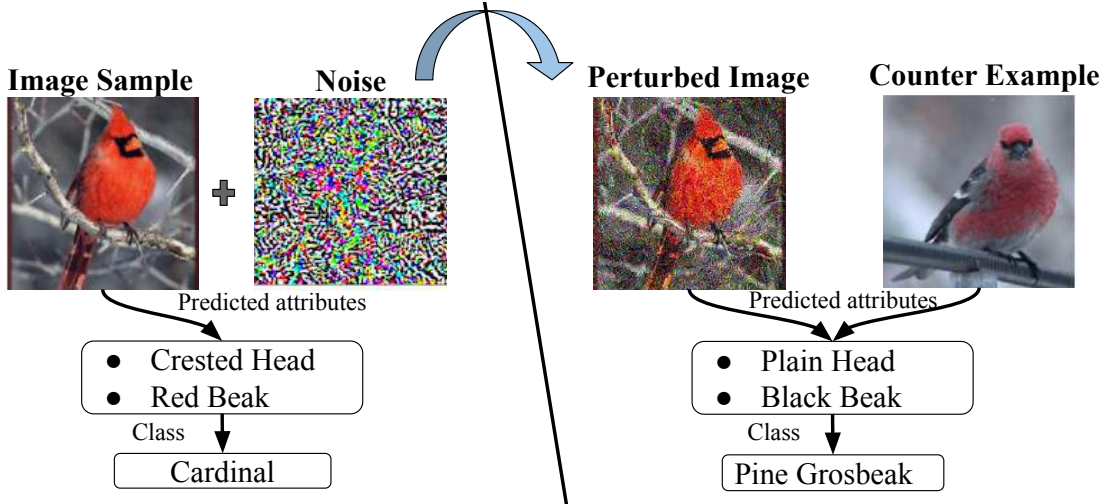 Image Sample
Noise
Predicted attributes
● Crested Head
● Red Beak
Class
Cardinal
Perturbed Image
Counter Example
Predicted attributes
● Plain Head
● Black Beak
Class
Pine Grosbeak